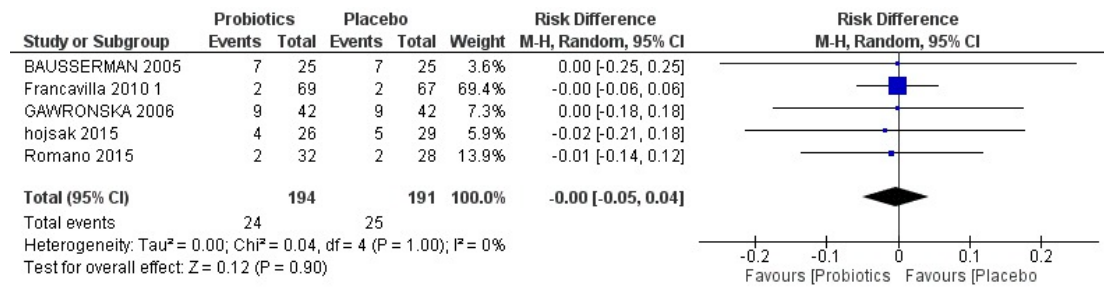 Probiotics Placebo Risk Difference Risk Difference
Study or Subgroup Events Total Events Total Weight M-H, Random, 95% CI M-H, Random, 95% CI
BAUSSERMAN 2005 7 25 7 25 3.6% 0.00 [-0.25, 0.25]
Francavilla 2010 1 2 69 2 67 69.4% -0.00 [-0.06, 0.06]
GAWRONSKA 2006 9 42 9 42 7.3% 0.00 [-0.18, 0.18]
hojsak 2015 4 26 5 29 5.9% -0.02 [-0.21, 0.18]
Romano 2015 2 32 2 28 13.9% -0.01 [-0.14, 0.12]
Total (95% CI) 194 191 100.0% -0.00 [-0.05, 0.04]
Total events 24 25
Heterogeneity: Tau² = 0.00; Chi² = 0.04, df = 4 (P = 1.00); I² = 0%
Test for overall effect: Z = 0.12 (P = 0.90)
-0.2 -0.1 0 0.1 0.2
Favours [Probiotics Favours [Placebo